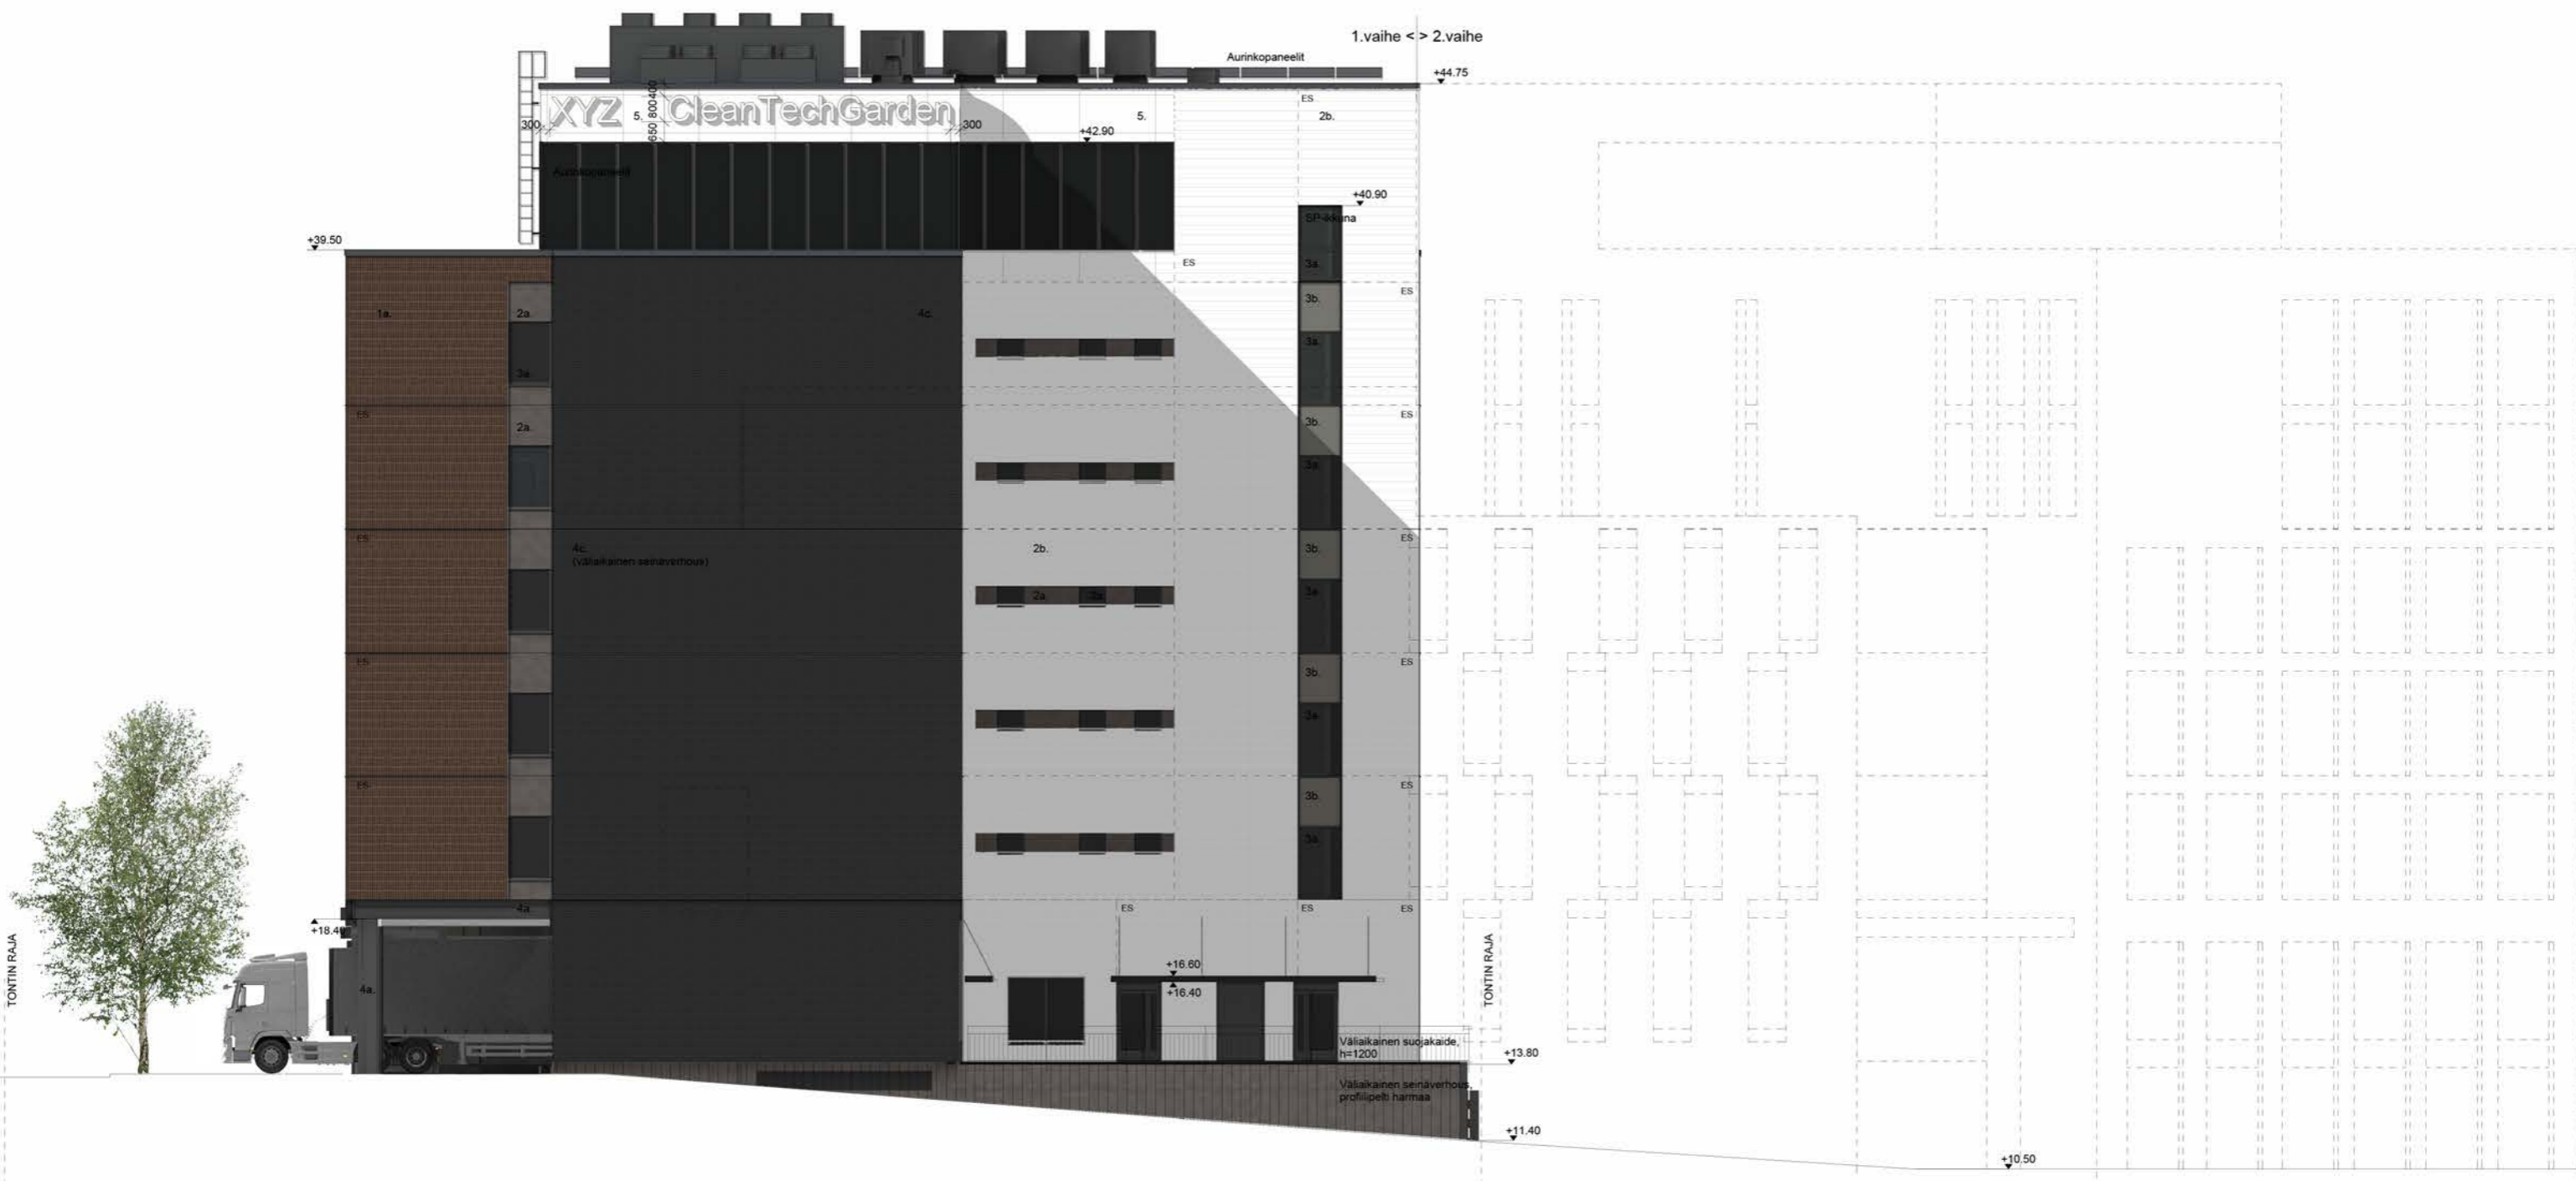 1.vaihe < > 2.vaihe
Aurinkopaneelit
+44.75
XYZ
5.
CleanTechGarden
650 800 400
300
300
+42.90
5.
ES
2b.
Aurinkopaneelit
+40.90
SP-ikkuna
+39.50
ES
3a.
1a.
2a.
4c.
3b.
ES
3a.
3a.
ES
2a.
3b.
ES
3a.
ES
4c.
(väliaikainen seinäverhous)
2b.
3b.
ES
2a.
3a.
3a.
ES
3b.
ES
3a.
ES
3b.
ES
3a.
4a.
ES
ES
ES
+18.40
TONTIN RAJA
TONTIN RAJA
+16.60
+16.40
4a.
Väliaikainen suojakaide,
h=1200
+13.80
Väliaikainen seinäverhous,
profiilipelti harmaa
+11.40
+10.50